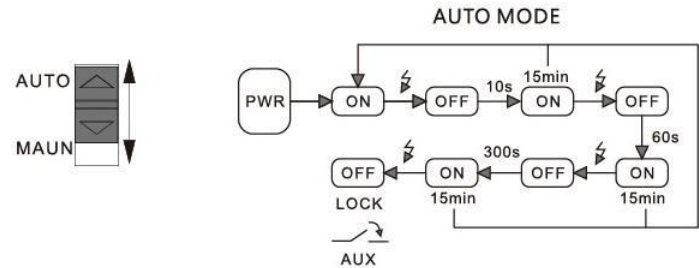 AUTO MODE
AUTO
MAUN
PWR
ON
OFF
10s
15min
ON
OFF
60s
OFF
ON
300s
OFF
ON
LOCK
15min
15min
AUX